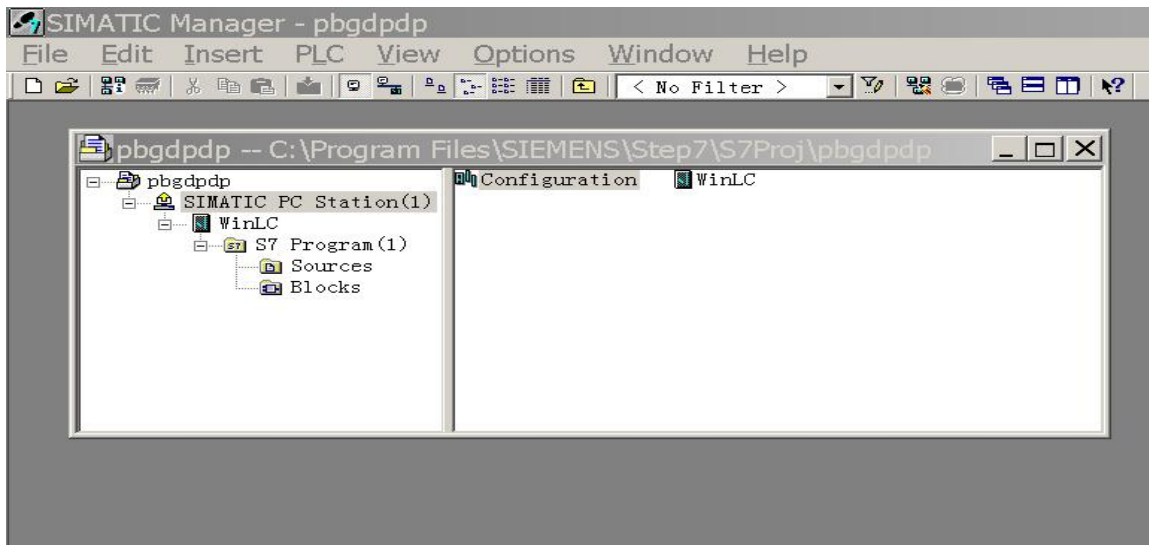 SIMATIC Manager - pbgdpdp
File Edit Insert PLC View Options Window Help
< No Filter >
pbgdpdp -- C:\Program Files\SIEMENS\Step7\S7Proj\pbgdpdp
pbgdpdp
SIMATIC PC Station(1)
WinLC
S7 Program(1)
Sources
Blocks
Configuration WinLC